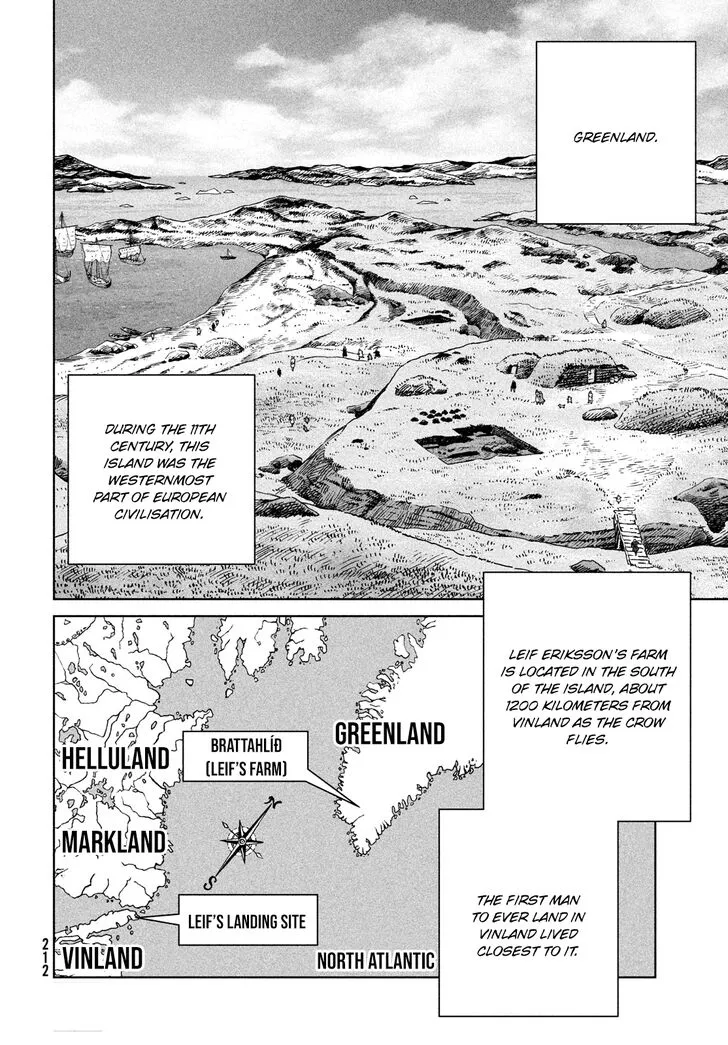 GREENLAND.
DURING THE 11TH
CENTURY, THIS
ISLAND WAS THE
WESTERNMOST
PART OF EUROPEAN
CIVILISATION.
LEIF ERIKSSON'S FARM
IS LOCATED IN THE SOUTH
OF THE ISLAND, ABOUT
1200 KILOMETERS FROM
VINLAND AS THE CROW
FLIES.
GREENLAND
BRATTAHLÍÐ
(LEIF'S FARM)
HELLULAND
MARKLAND
N
S
LEIF'S LANDING SITE
VINLAND
NORTH ATLANTIC
THE FIRST MAN
TO EVER LAND IN
VINLAND LIVED
CLOSEST TO IT.
212